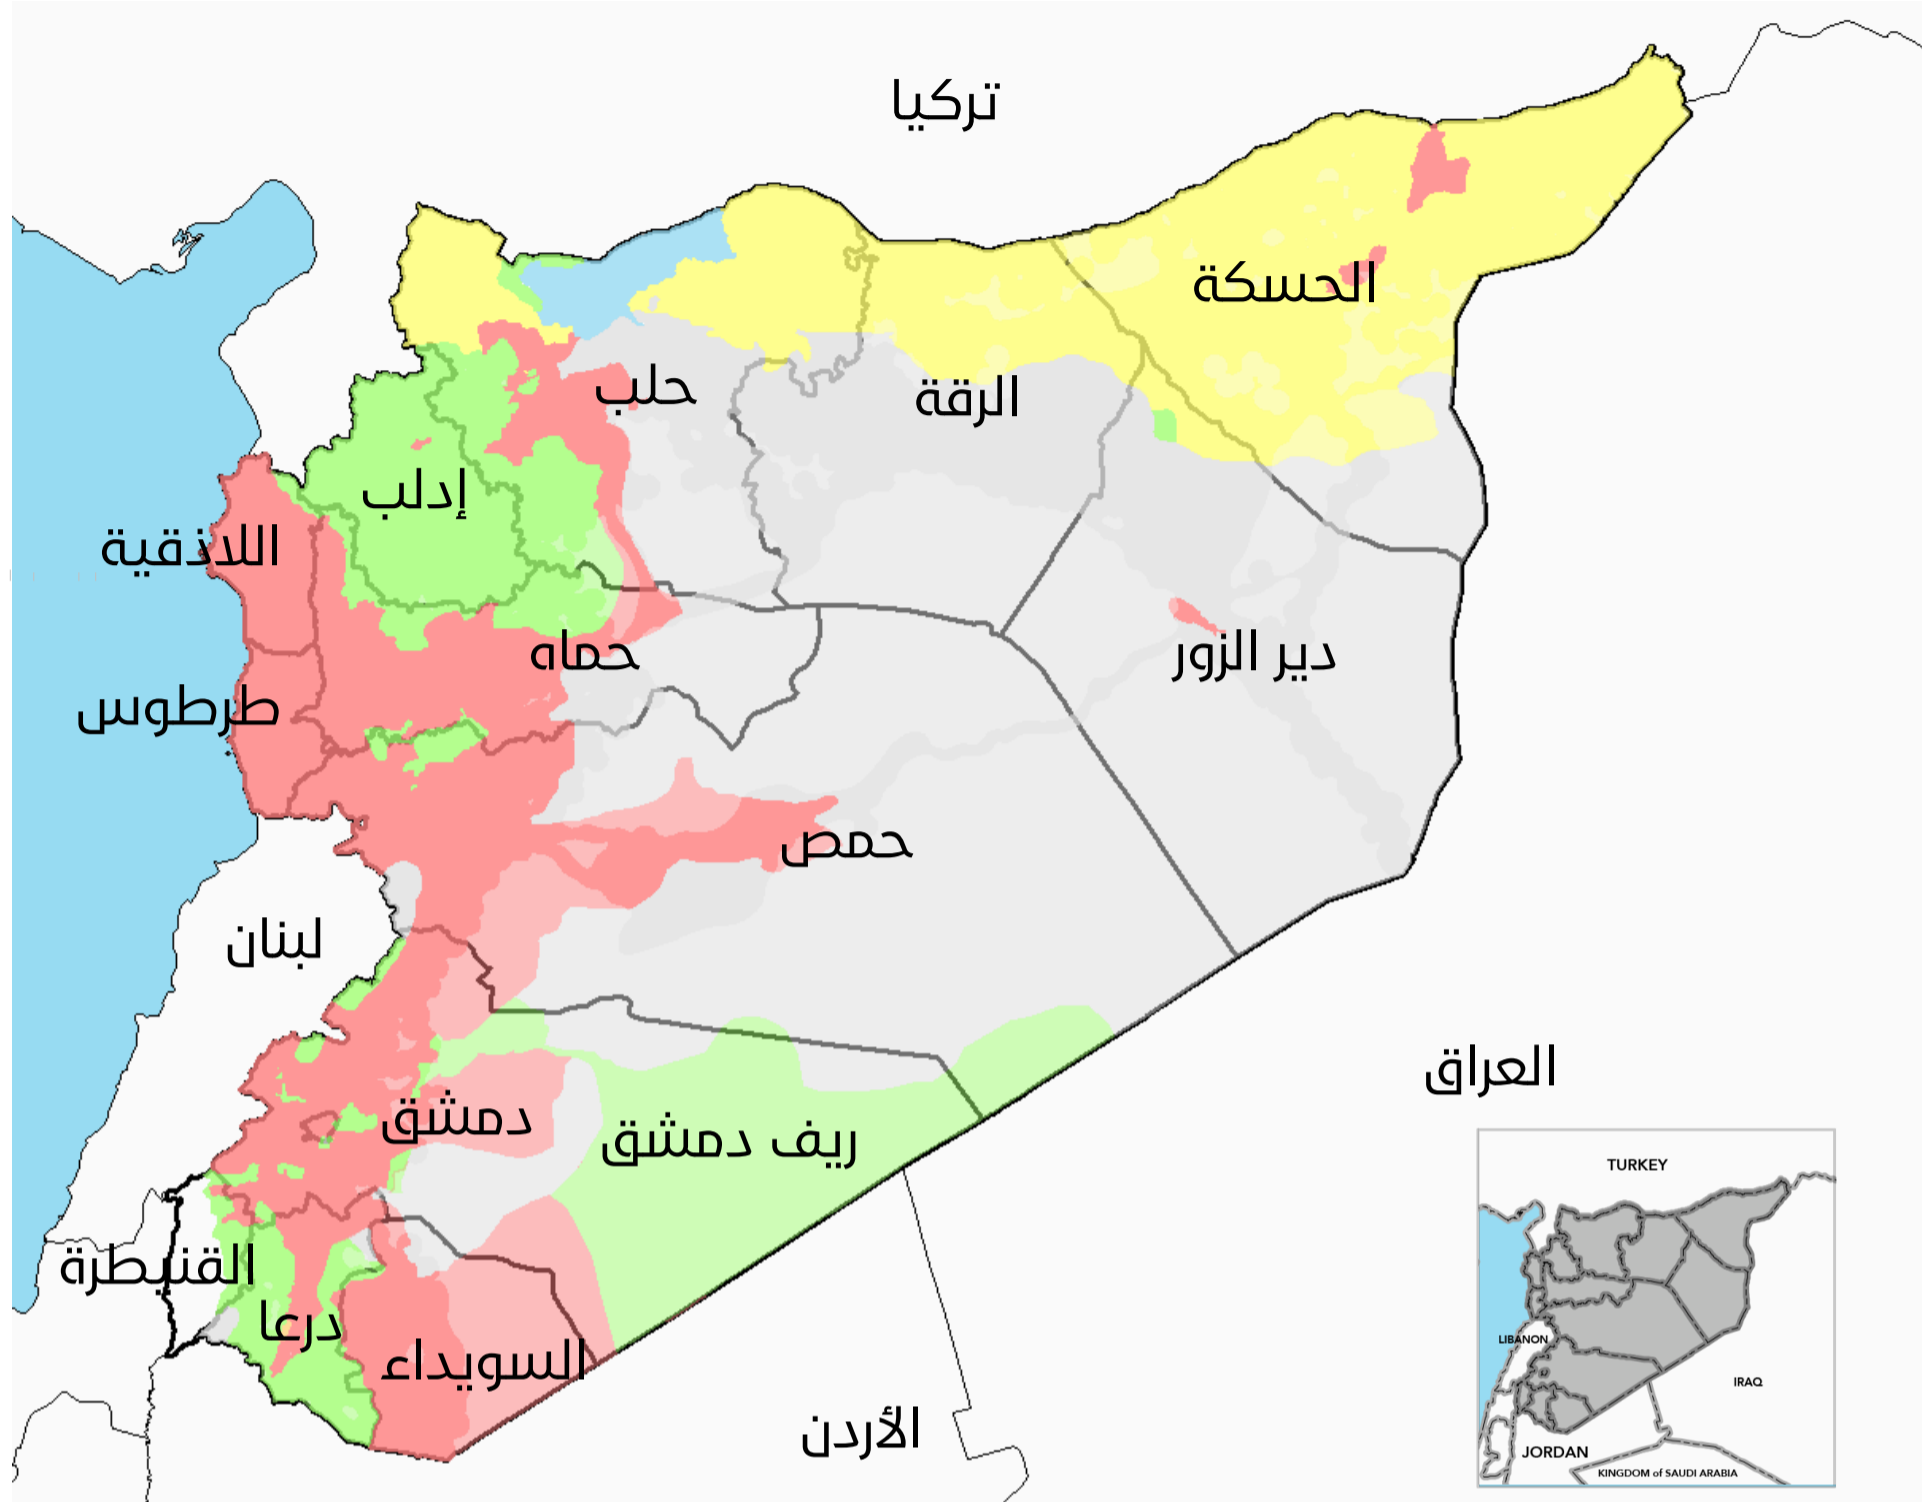 تركيا
الحسكة
حلب
الرقة
إدلب
اللاذقية
حماه
دير الزور
طرطوس
حمص
لبنان
العراق
دمشق
ريف دمشق
القنيطرة
درعا
السويداء
الأردن
TURKEY
LIBANON
IRAQ
JORDAN
KINGDOM of SAUDI ARABIA